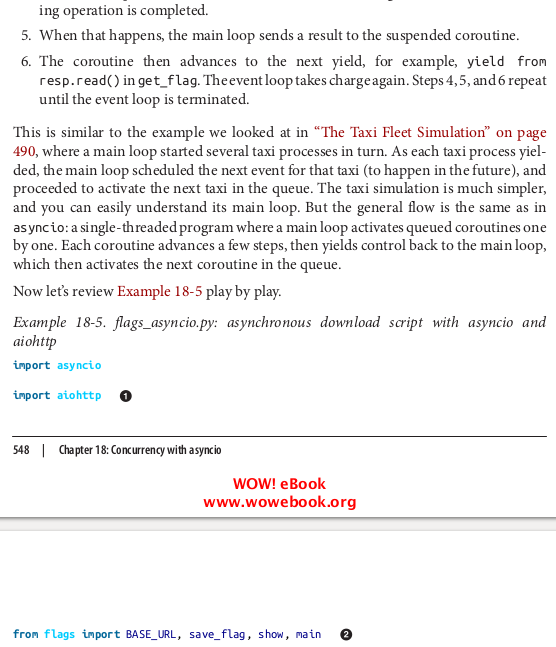 ing operation is completed.
5. When that happens, the main loop sends a result to the suspended coroutine.
6. The coroutine then advances to the next yield, for example, yield from
resp.read() in get_flag. The event loop takes charge again. Steps 4, 5, and 6 repeat
until the event loop is terminated.
This is similar to the example we looked at in “The Taxi Fleet Simulation” on page
490, where a main loop started several taxi processes in turn. As each taxi process yiel-
ded, the main loop scheduled the next event for that taxi (to happen in the future), and
proceeded to activate the next taxi in the queue. The taxi simulation is much simpler,
and you can easily understand its main loop. But the general flow is the same as in
asyncio: a single-threaded program where a main loop activates queued coroutines one
by one. Each coroutine advances a few steps, then yields control back to the main loop,
which then activates the next coroutine in the queue.
Now let’s review Example 18-5 play by play.
Example 18-5. flags_asyncio.py: asynchronous download script with asyncio and
aiohttp
import asyncio
import aiohttp ❶
548 | Chapter 18: Concurrency with asyncio
WOW! eBook
www.wowebook.org
from flags import BASE_URL, save_flag, show, main ❷